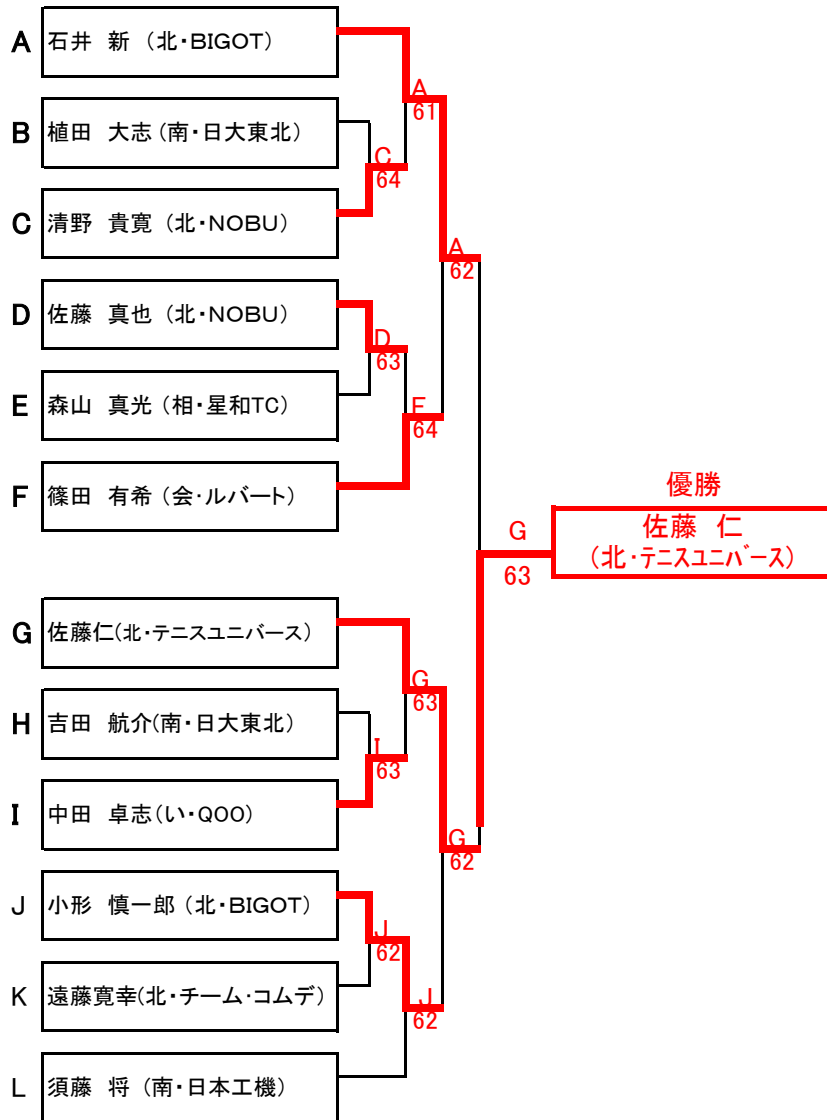 A 石井 新 (北・BIGOT)
A
61
B 植田 大志(南・日大東北)
C
64
C 清野 貴寛 (北・NOBU)
A
62
D 佐藤 真也 (北・NOBU)
D
63
E 森山 真光 (相・星和TC)
F
64
F 篠田 有希 (会・ルバート)
優勝
G
63
佐藤 仁
(北・テニスユニバース)
G 佐藤仁(北・テニスユニバース)
G
63
H 吉田 航介(南・日大東北)
I
63
I 中田 卓志(い・QOO)
G
62
J 小形 慎一郎 (北・BIGOT)
J
62
K 遠藤寛幸(北・チーム・コムデ)
J
62
L 須藤 将 (南・日本工機)